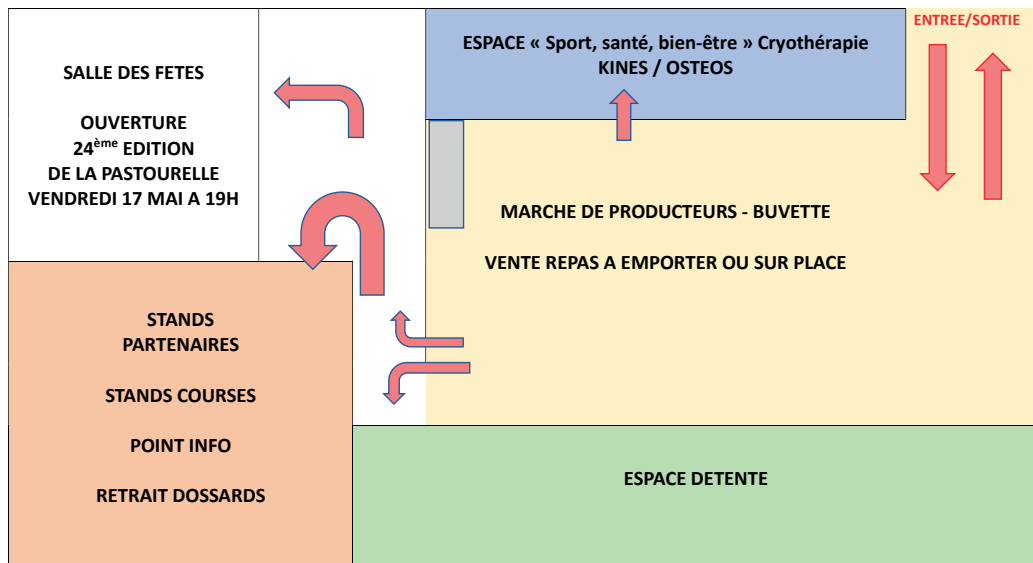 SALLE DES FETES
OUVERTURE
24ème EDITION
DE LA PASTOURELLE
VENDREDI 17 MAI A 19H
ESPACE « Sport, santé, bien-être » Cryothérapie
KINES / OSTEOS
ENTREE/SORTIE
MARCHE DE PRODUCTEURS - BUVETTE
VENTE REPAS A EMPORTER OU SUR PLACE
STANDS
PARTENAIRES
STANDS COURSES
POINT INFO
RETRAIT DOSSARDS
ESPACE DETENTE